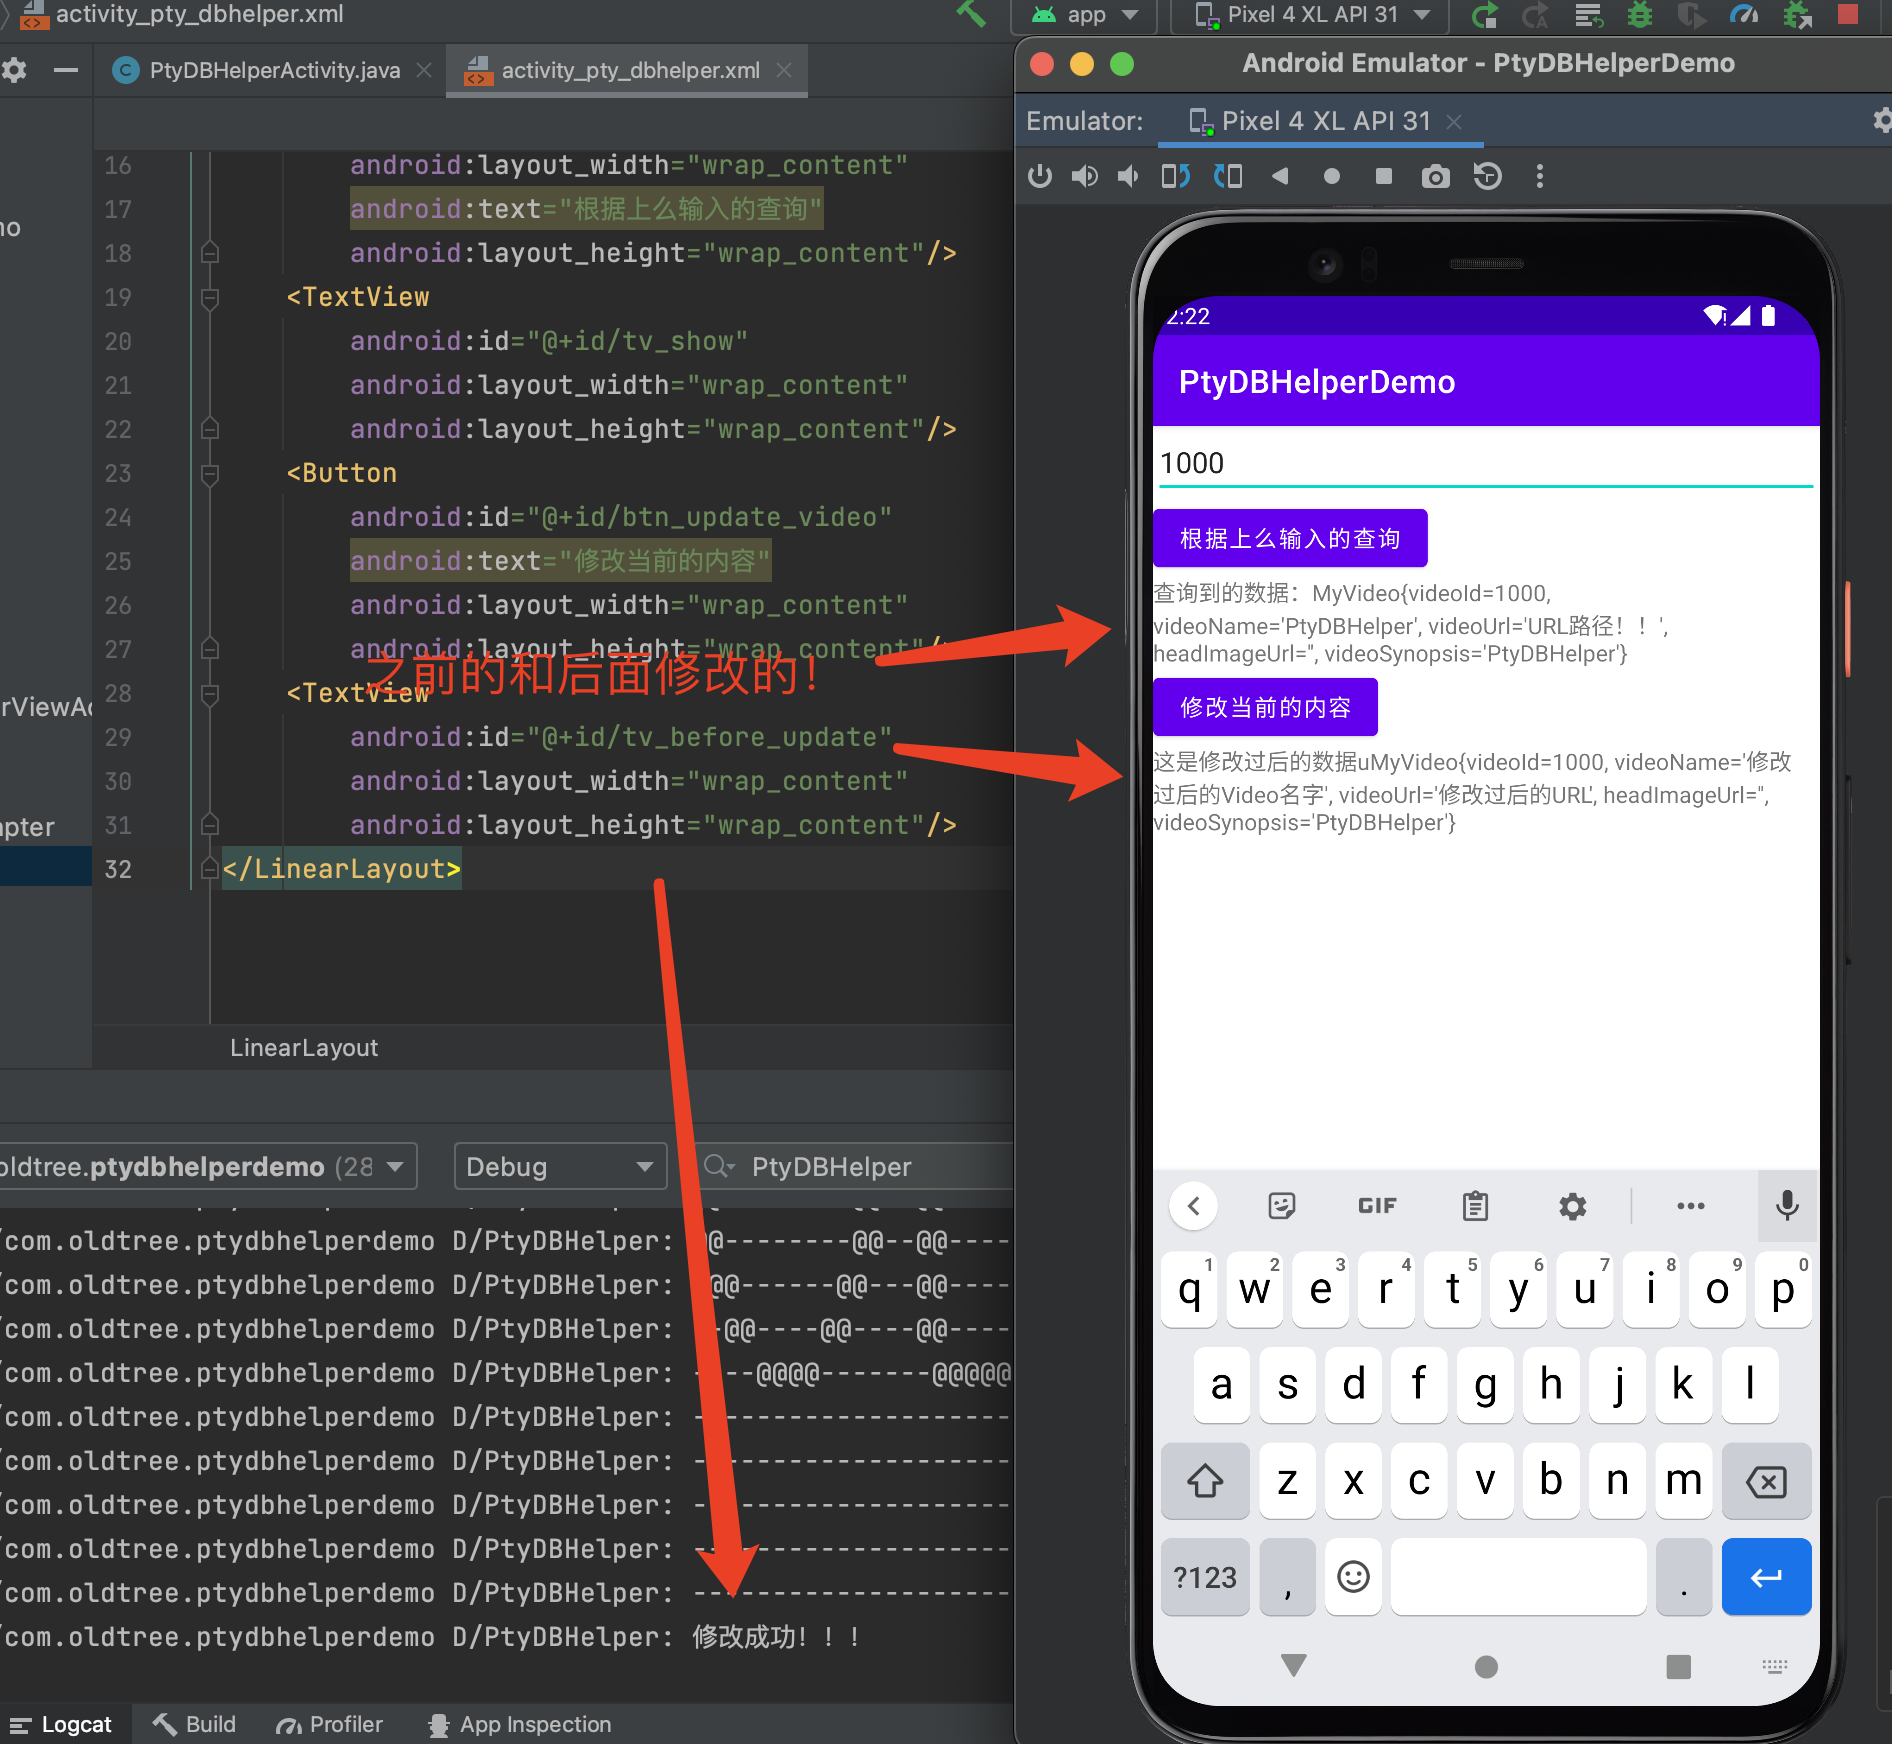 activity_pty_dbhelper.xml
app
Pixel 4 XL API 31
PtyDBHelperActivity.java
activity_pty_dbhelper.xml
16 android:layout_width="wrap_content"
17 android:text="根据上么输入的查询"
18 android:layout_height="wrap_content"/>
19 <TextView
20 android:id="@+id/tv_show"
21 android:layout_width="wrap_content"
22 android:layout_height="wrap_content"/>
23 <Button
24 android:id="@+id/btn_update_video"
25 android:text="修改当前的内容"
26 android:layout_width="wrap_content"
27 android:layout_height="wrap_content"/>
之前的和后面修改的!
28 <TextView
29 android:id="@+id/tv_before_update"
30 android:layout_width="wrap_content"
31 android:layout_height="wrap_content"/>
32 </LinearLayout>
rViewAd
pter
LinearLayout
oldtree.ptydbhelperdemo (28
Debug
PtyDBHelper
com.oldtree.ptydbhelperdemo D/PtyDBHelper: @--------@@--@@----
com.oldtree.ptydbhelperdemo D/PtyDBHelper: @@------@@---@@----
com.oldtree.ptydbhelperdemo D/PtyDBHelper: -@@----@@----@@----
com.oldtree.ptydbhelperdemo D/PtyDBHelper: ----@@@@-------@@@@@
com.oldtree.ptydbhelperdemo D/PtyDBHelper: --------------------
com.oldtree.ptydbhelperdemo D/PtyDBHelper: --------------------
com.oldtree.ptydbhelperdemo D/PtyDBHelper: --------------------
com.oldtree.ptydbhelperdemo D/PtyDBHelper: --------------------
com.oldtree.ptydbhelperdemo D/PtyDBHelper: --------------------
com.oldtree.ptydbhelperdemo D/PtyDBHelper: 修改成功!!!
Logcat
Build
Profiler
App Inspection
Android Emulator - PtyDBHelperDemo
Emulator:
Pixel 4 XL API 31
2:22
PtyDBHelperDemo
1000
根据上么输入的查询
查询到的数据：MyVideo{videoId=1000,
videoName='PtyDBHelper', videoUrl='URL路径！！',
headImageUrl='', videoSynopsis='PtyDBHelper'}
修改当前的内容
这是修改过后的数据uMyVideo{videoId=1000, videoName='修改
过后的Video名字', videoUrl='修改过后的URL', headImageUrl='',
videoSynopsis='PtyDBHelper'}
GIF
1 2 3 4 5 6 7 8 9 0
q w e r t y u i o p
a s d f g h j k l
z x c v b n m
?123 , .